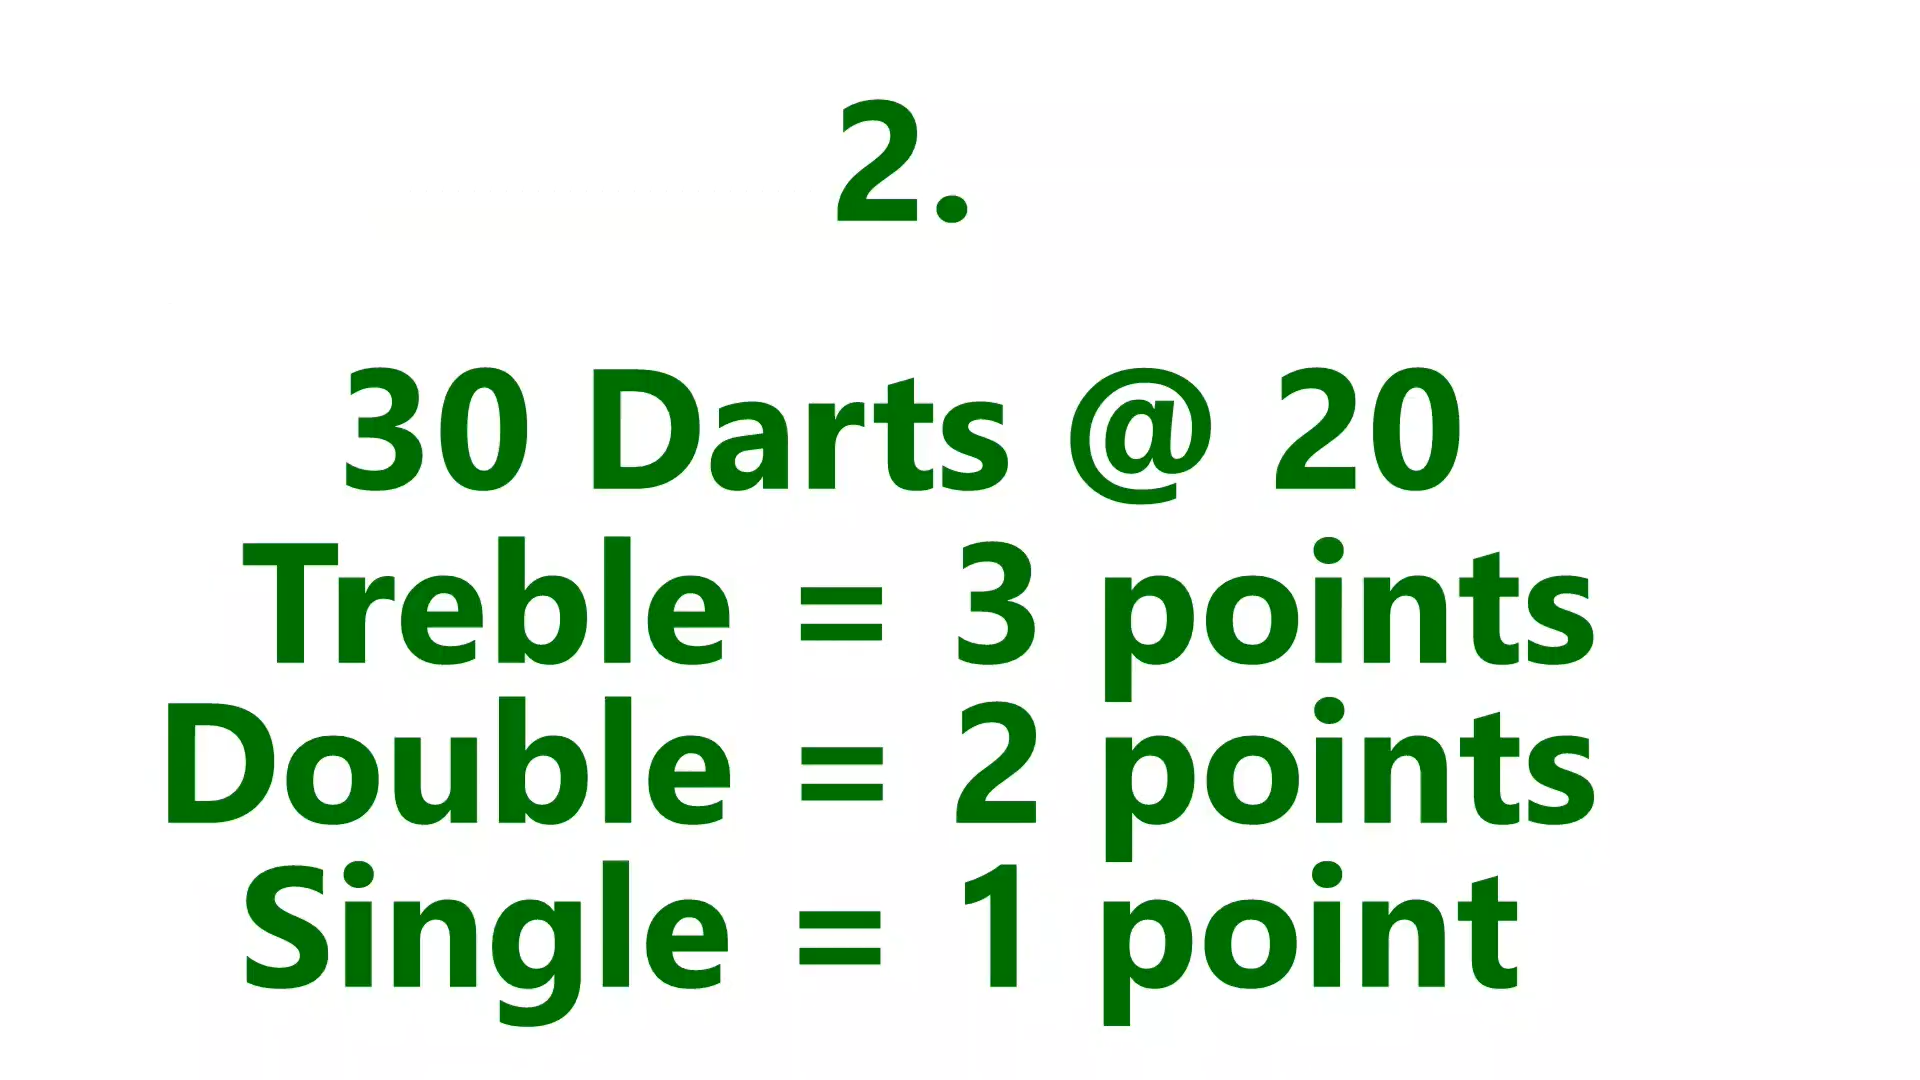 2.
30 Darts @ 20
Treble = 3 points
Double = 2 points
Single = 1 point